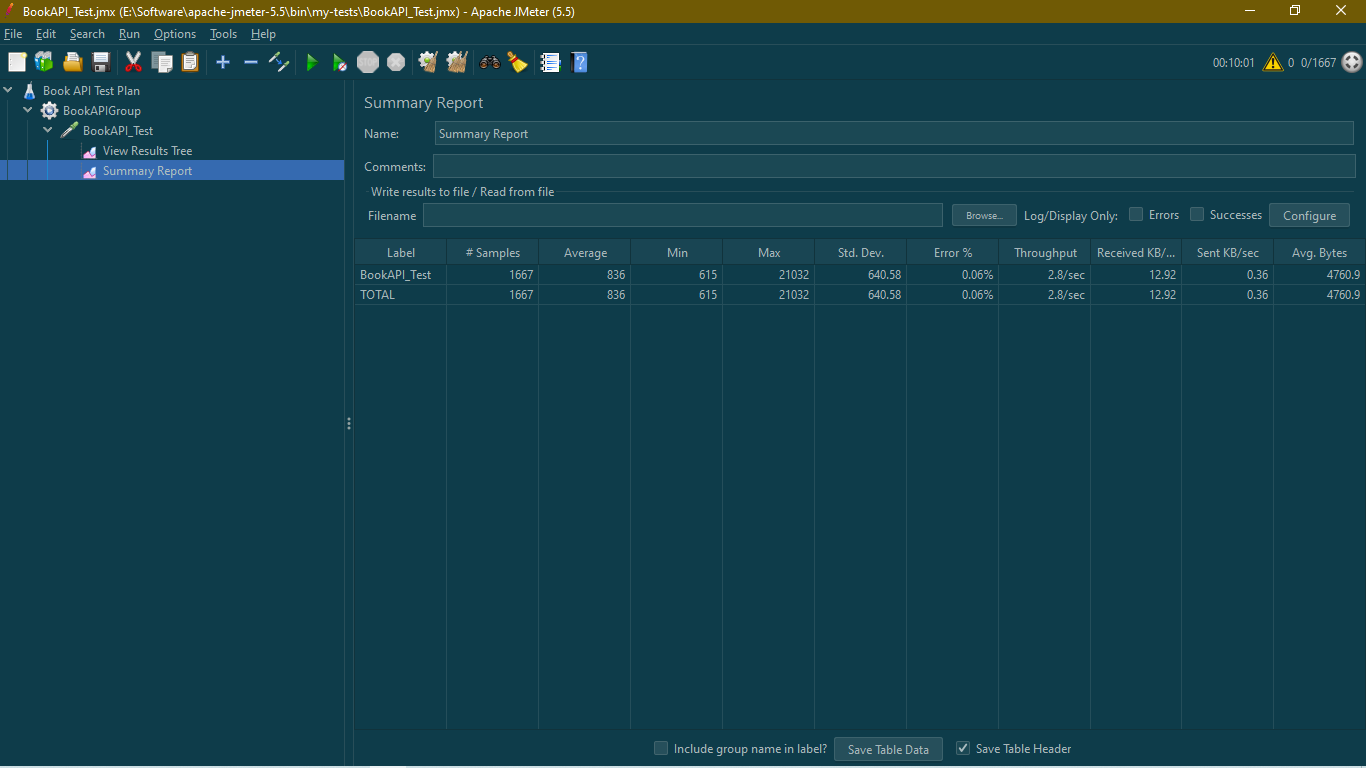 BookAPI_Test.jmx (E:\Software\apache-jmeter-5.5\bin\my-tests\BookAPI_Test.jmx) - Apache JMeter (5.5)
File Edit Search Run Options Tools Help
STOP 00:10:01 0 0/1667
Book API Test Plan
BookAPIGroup
BookAPI_Test
View Results Tree
Summary Report
Summary Report
Name: Summary Report
Comments:
Write results to file / Read from file
Filename Browse... Log/Display Only: Errors Successes Configure
Label # Samples Average Min Max Std. Dev. Error % Throughput Received KB/... Sent KB/sec Avg. Bytes
BookAPI_Test 1667 836 615 21032 640.58 0.06% 2.8/sec 12.92 0.36 4760.9
TOTAL 1667 836 615 21032 640.58 0.06% 2.8/sec 12.92 0.36 4760.9
Include group name in label? Save Table Data Save Table Header